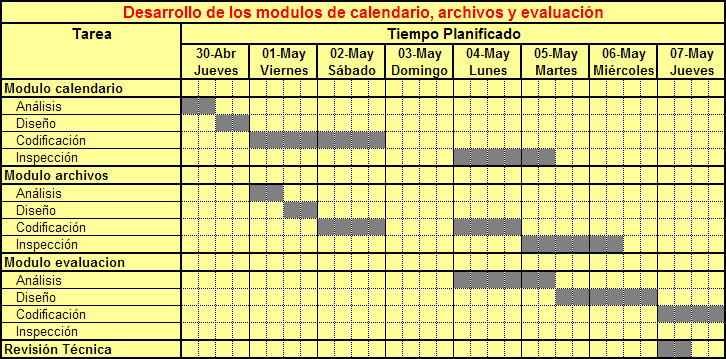 Desarrollo de los modulos de calendario, archivos y evaluación
Tarea
Tiempo Planificado
30-Abr 01-May 02-May 03-May 04-May 05-May 06-May 07-May
Jueves Viernes Sábado Domingo Lunes Martes Miércoles Jueves
Modulo calendario
Análisis
Diseño
Codificación
Inspección
Modulo archivos
Análisis
Diseño
Codificación
Inspección
Modulo evaluacion
Análisis
Diseño
Codificación
Inspección
Revisión Técnica